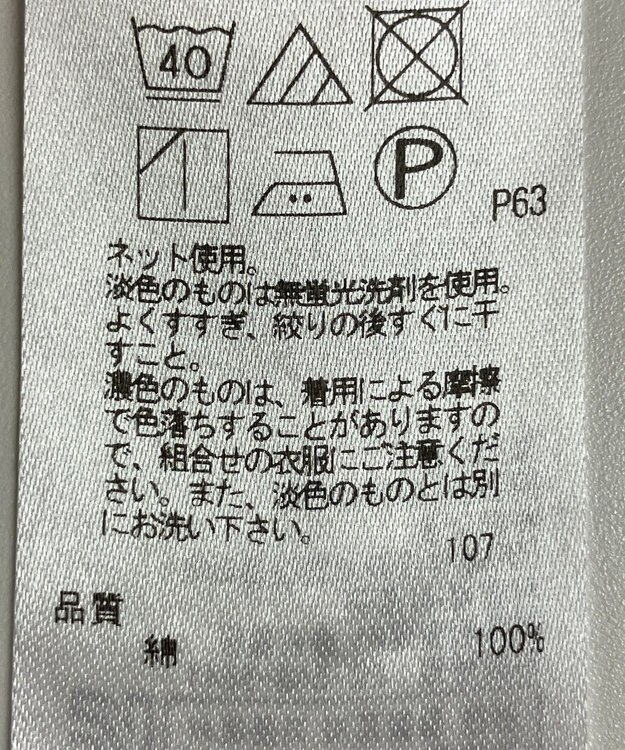 40
P
P63
ネット使用。
淡色のものは無蛍光洗剤を使用。
よくすすぎ、絞りの後すぐに干
すこと。
濃色のものは、着用による摩擦
で色落ちすることがありますの
で、組合せの衣服にご注意くだ
さい。また、淡色のものとは別
にお洗い下さい。
107
品質
綿 100%